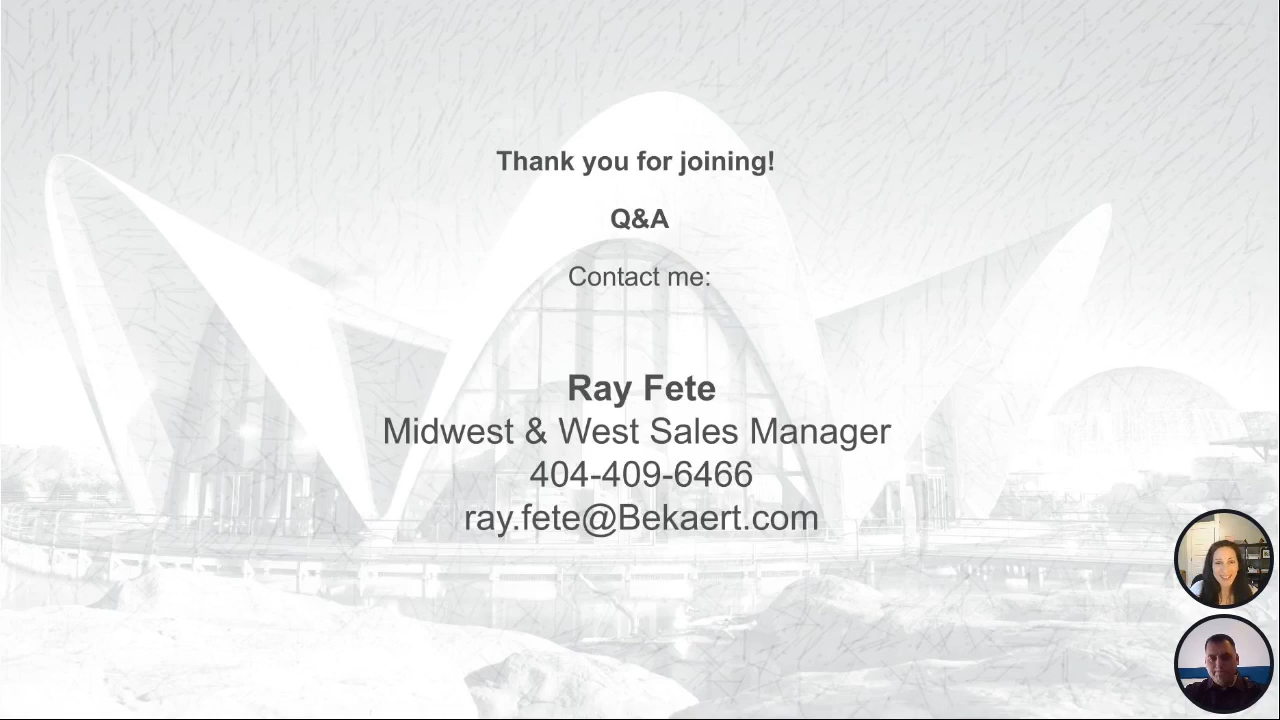 Thank you for joining!
Q&A
Contact me:
Ray Fete
Midwest & West Sales Manager
404-409-6466
ray.fete@Bekaert.com